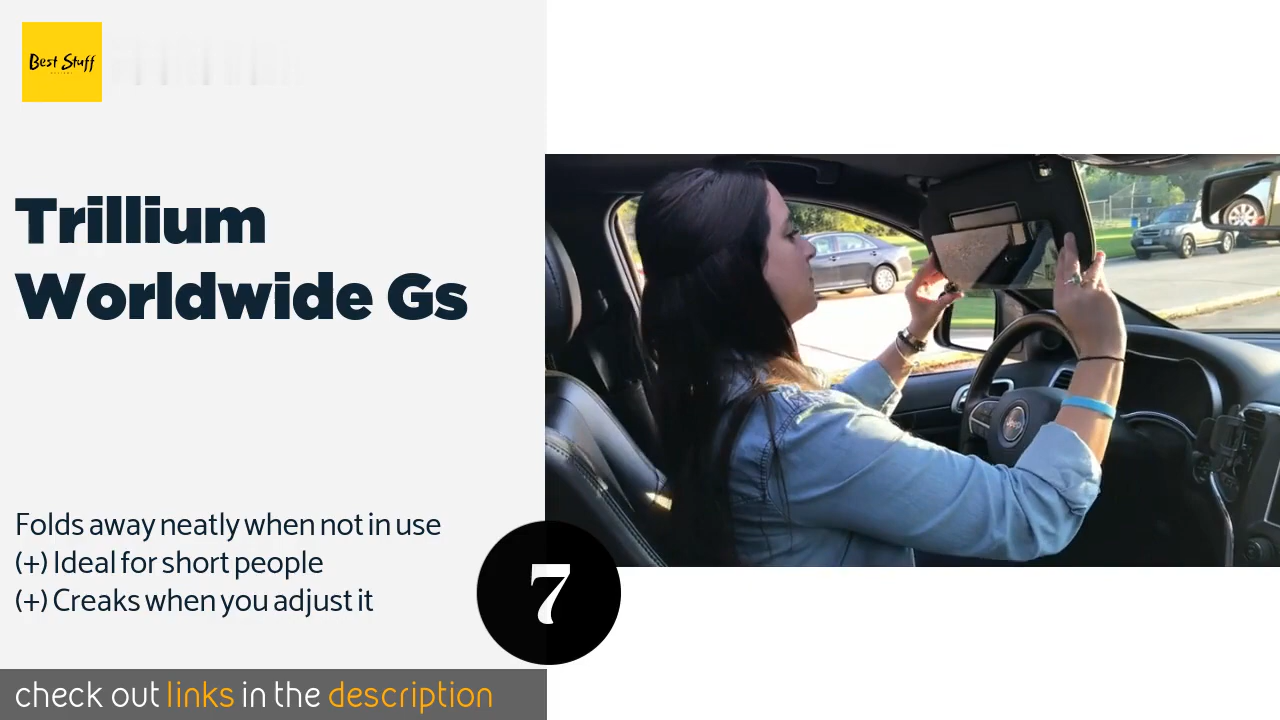 Best Stuff
Trillium
Worldwide Gs
Folds away neatly when not in use
(+) Ideal for short people
(+) Creaks when you adjust it
7
check out links in the description